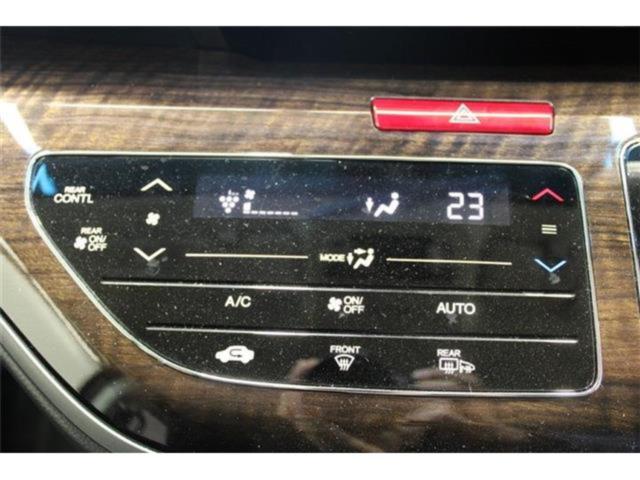 REAR
CONTL
23
REAR
ON/
OFF
MODE
A/C
ON/
OFF
AUTO
FRONT
REAR